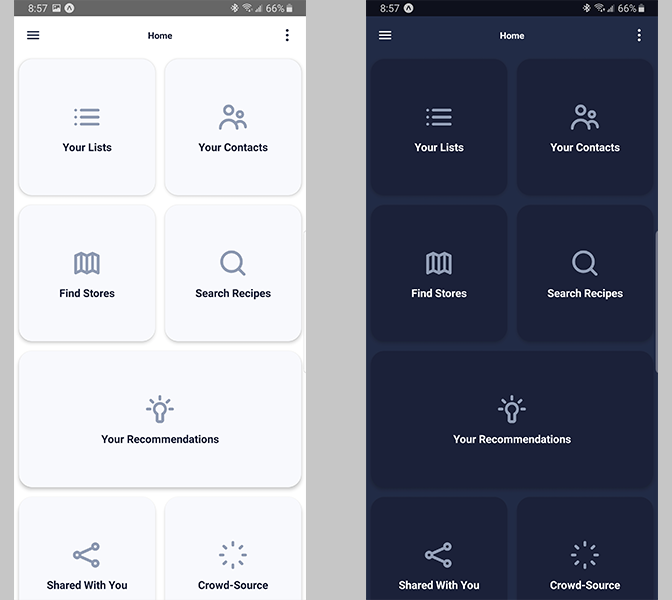 8:57 66%
Home
Your Lists Your Contacts
Find Stores Search Recipes
Your Recommendations
Shared With You Crowd-Source
8:57 66%
Home
Your Lists Your Contacts
Find Stores Search Recipes
Your Recommendations
Shared With You Crowd-Source